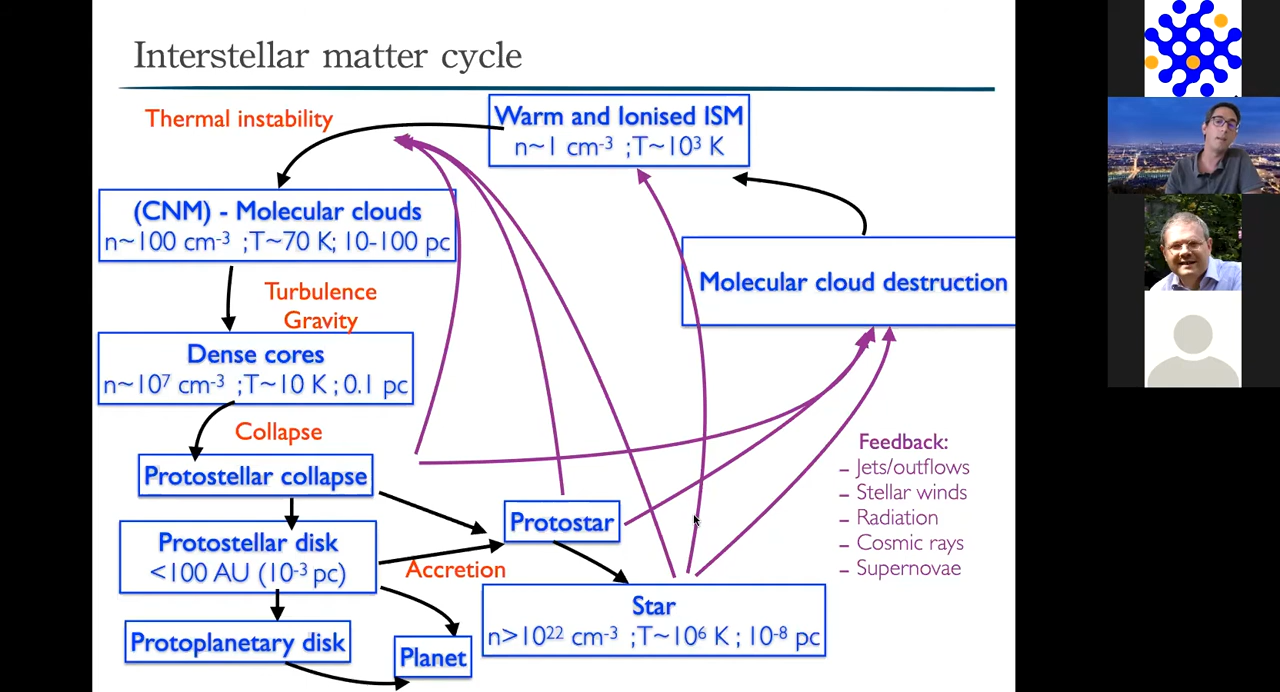 Interstellar matter cycle
Thermal instability
Warm and Ionised ISM
n~1 cm⁻³ ;T~10³ K
(CNM) - Molecular clouds
n~100 cm⁻³ ;T~70 K; 10-100 pc
Molecular cloud destruction
Turbulence
Gravity
Dense cores
n~10⁷ cm⁻³ ;T~10 K ; 0.1 pc
Collapse
Protostellar collapse
Feedback:
– Jets/outflows
– Stellar winds
– Radiation
– Cosmic rays
– Supernovae
Protostar
Protostellar disk
<100 AU (10⁻³ pc)
Accretion
Star
n>10²² cm⁻³ ;T~10⁶ K ; 10⁻⁸ pc
Protoplanetary disk
Planet